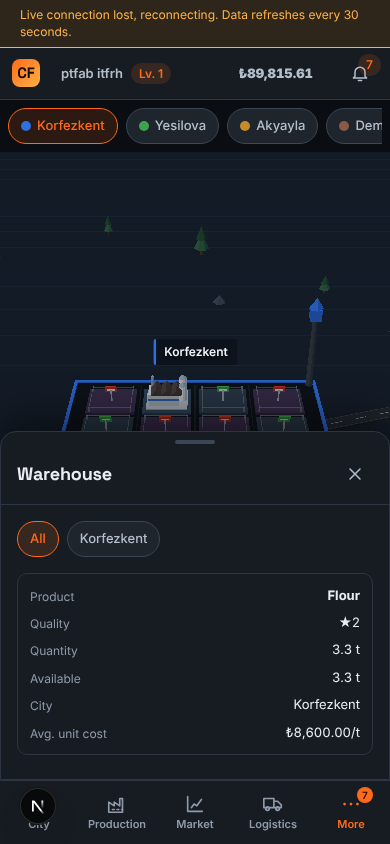 Live connection lost, reconnecting. Data refreshes every 30
seconds.
CF
ptfab itfrh
Lv. 1
₺89,815.61
7
Korfezkent
Yesilova
Akyayla
Dem
Korfezkent
Warehouse
All
Korfezkent
Product
Flour
Quality
★2
Quantity
3.3 t
Available
3.3 t
City
Korfezkent
Avg. unit cost
₺8,600.00/t
N
7
City
Production
Market
Logistics
More